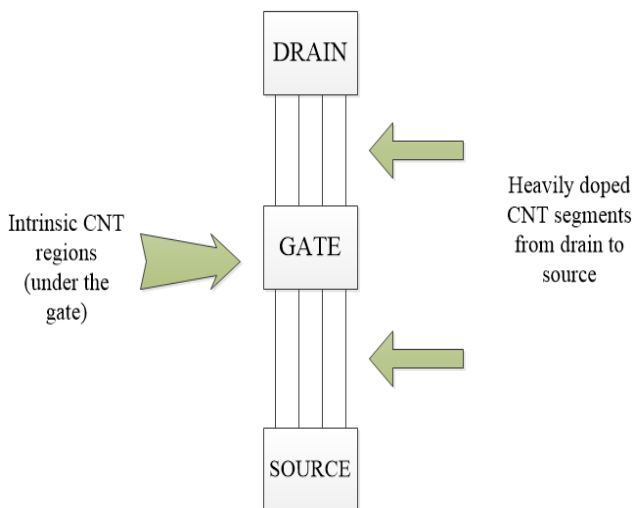 DRAIN
Heavily doped
CNT segments
from drain to
source
Intrinsic CNT
regions
(under the
gate)
GATE
SOURCE